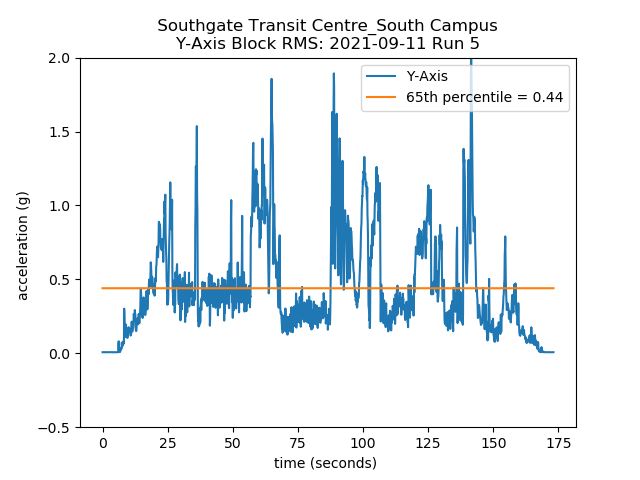 Southgate Transit Centre_South Campus
Y-Axis Block RMS: 2021-09-11 Run 5
Y-Axis
65th percentile = 0.44
acceleration (g)
2.0
1.5
1.0
0.5
0.0
−0.5
0 25 50 75 100 125 150 175
time (seconds)